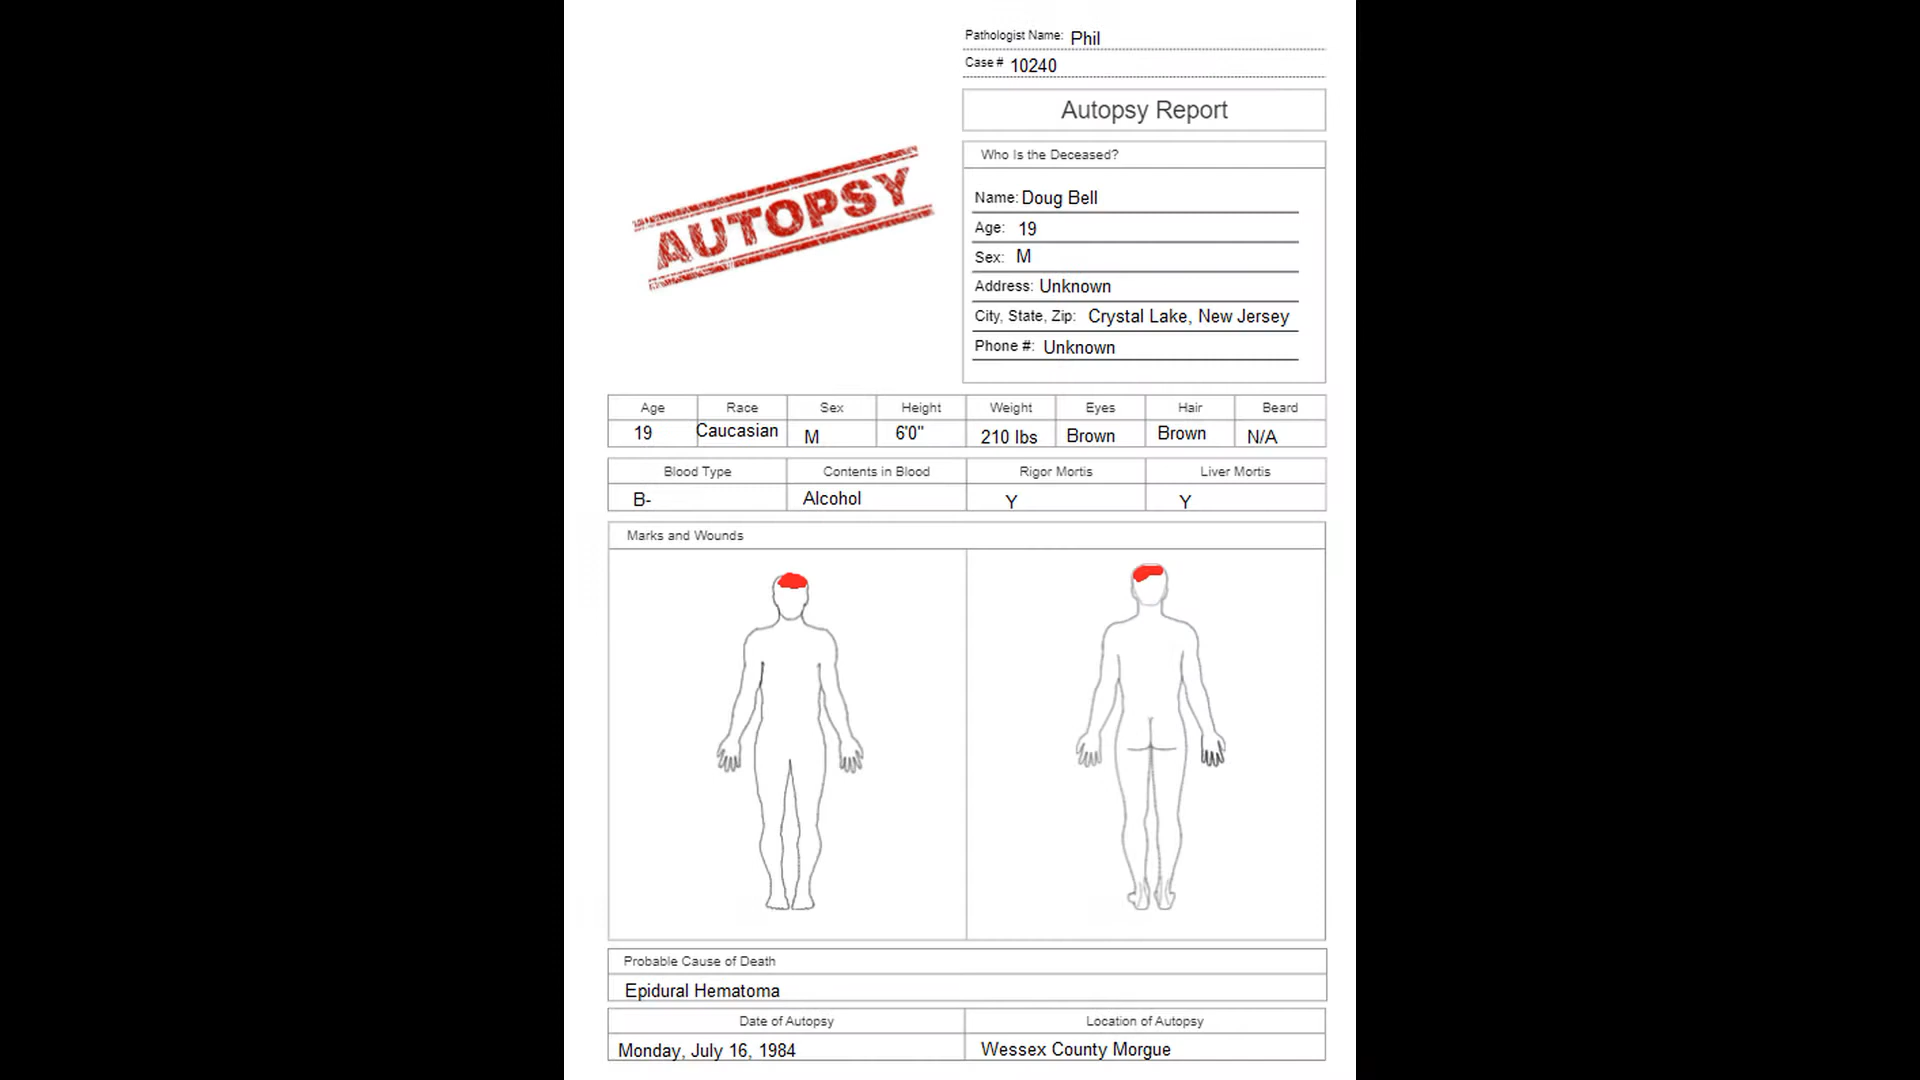 Pathologist Name: Phil
Case # 10240
Autopsy Report
AUTOPSY
Who Is the Deceased?
Name: Doug Bell
Age: 19
Sex: M
Address: Unknown
City, State, Zip: Crystal Lake, New Jersey
Phone #: Unknown
Age Race Sex Height Weight Eyes Hair Beard
19 Caucasian M 6'0" 210 lbs Brown Brown N/A
Blood Type Contents in Blood Rigor Mortis Liver Mortis
B- Alcohol Y Y
Marks and Wounds
Probable Cause of Death
Epidural Hematoma
Date of Autopsy Location of Autopsy
Monday, July 16, 1984 Wessex County Morgue